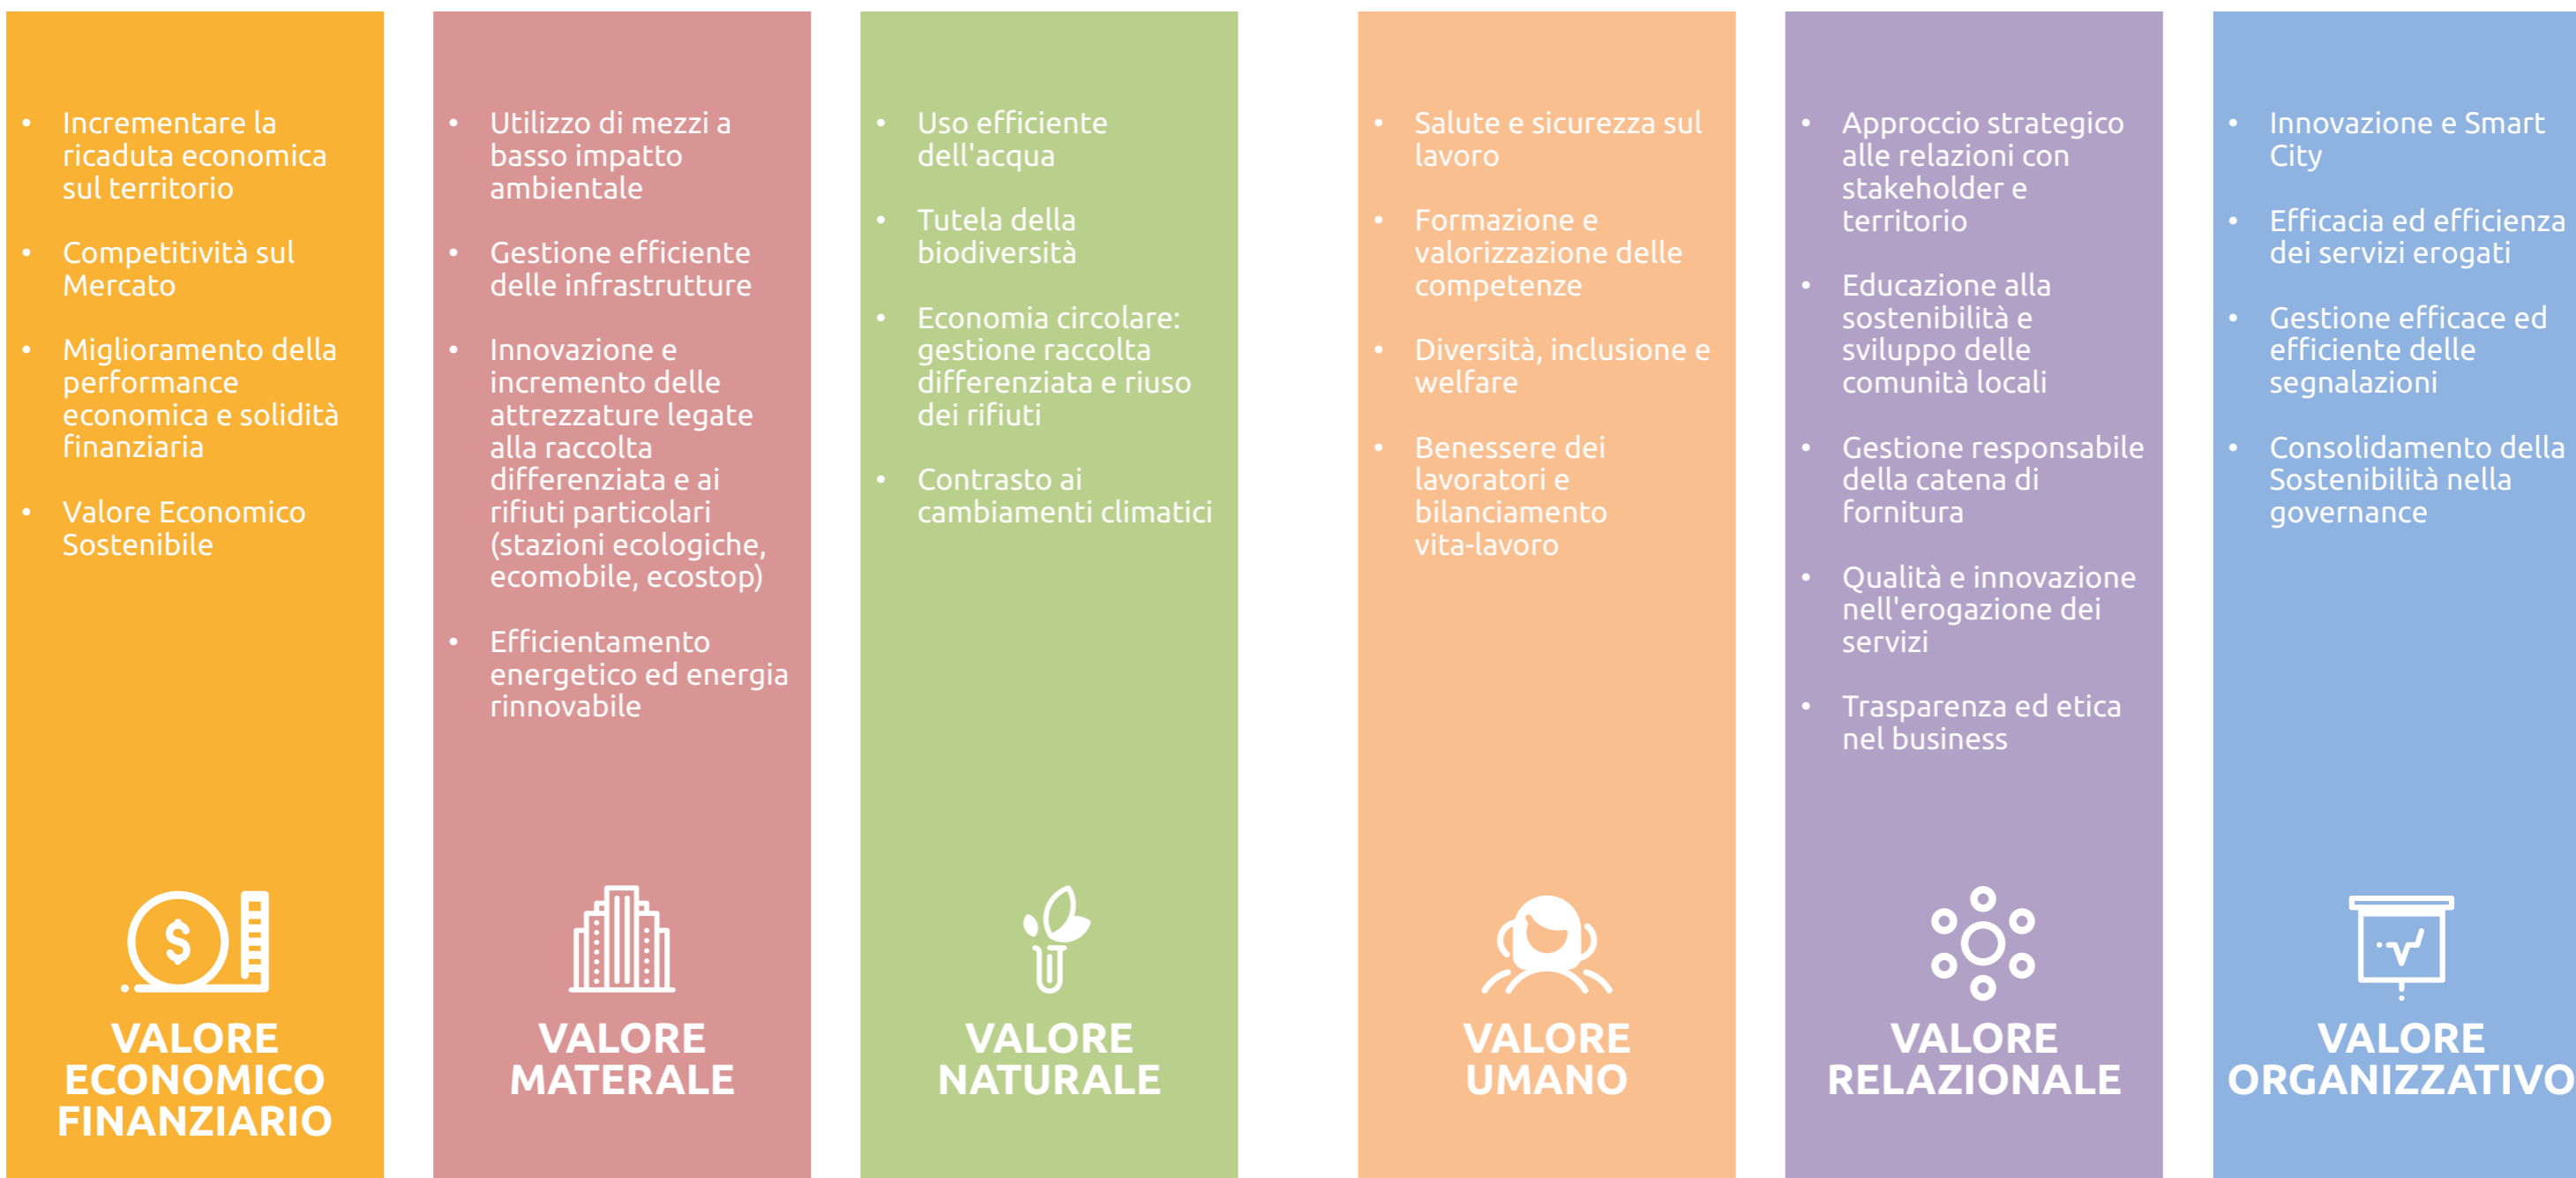 • Incrementare la
ricaduta economica
sul territorio
• Competitività sul
Mercato
• Miglioramento della
performance
economica e solidità
finanziaria
• Valore Economico
Sostenibile
VALORE
ECONOMICO
FINANZIARIO
• Utilizzo di mezzi a
basso impatto
ambientale
• Gestione efficiente
delle infrastrutture
• Innovazione e
incremento delle
attrezzature legate
alla raccolta
differenziata e ai
rifiuti particolari
(stazioni ecologiche,
ecomobile, ecostop)
• Efficientamento
energetico ed energia
rinnovabile
VALORE
MATERALE
• Uso efficiente
dell'acqua
• Tutela della
biodiversità
• Economia circolare:
gestione raccolta
differenziata e riuso
dei rifiuti
• Contrasto ai
cambiamenti climatici
VALORE
NATURALE
• Salute e sicurezza sul
lavoro
• Formazione e
valorizzazione delle
competenze
• Diversità, inclusione e
welfare
• Benessere dei
lavoratori e
bilanciamento
vita-lavoro
VALORE
UMANO
• Approccio strategico
alle relazioni con
stakeholder e
territorio
• Educazione alla
sostenibilità e
sviluppo delle
comunità locali
• Gestione responsabile
della catena di
fornitura
• Qualità e innovazione
nell'erogazione dei
servizi
• Trasparenza ed etica
nel business
VALORE
RELAZIONALE
• Innovazione e Smart
City
• Efficacia ed efficienza
dei servizi erogati
• Gestione efficace ed
efficiente delle
segnalazioni
• Consolidamento della
Sostenibilità nella
governance
VALORE
ORGANIZZATIVO